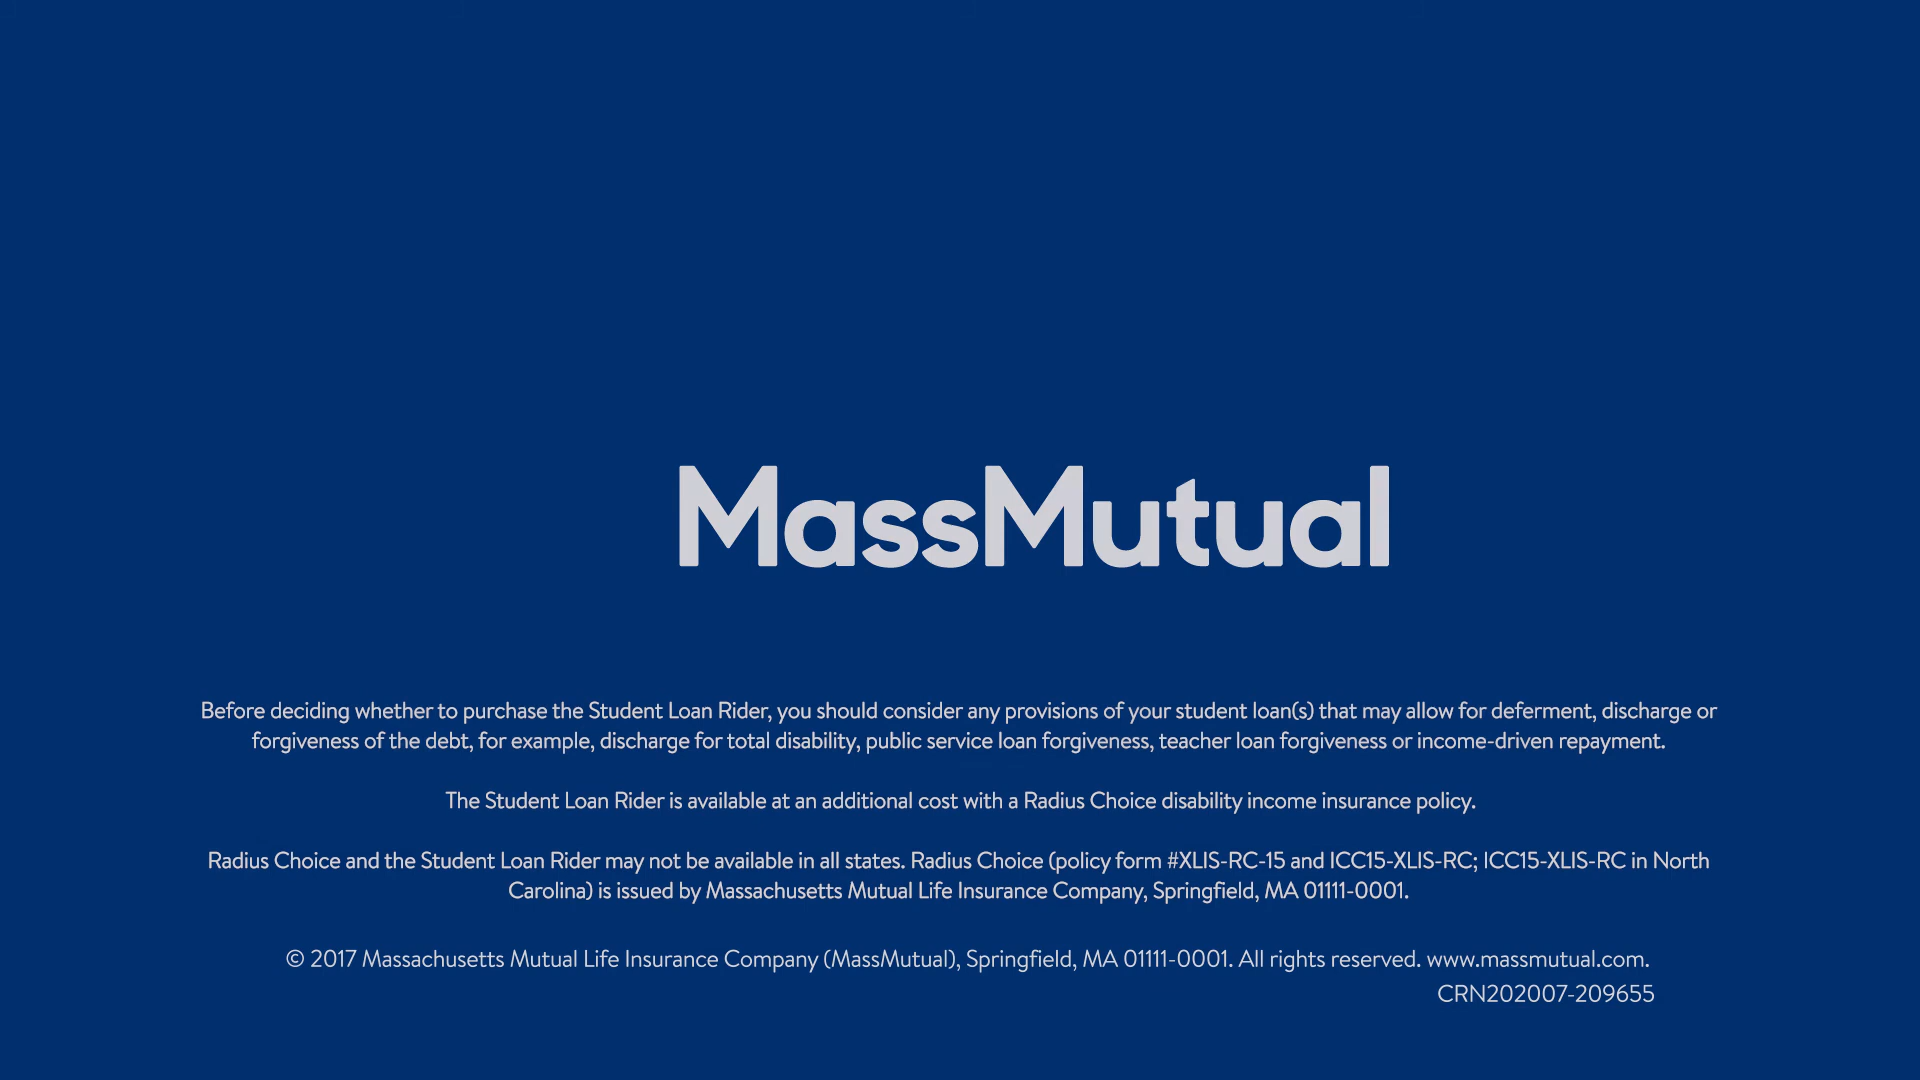 MassMutual
Before deciding whether to purchase the Student Loan Rider, you should consider any provisions of your student loan(s) that may allow for deferment, discharge or
forgiveness of the debt, for example, discharge for total disability, public service loan forgiveness, teacher loan forgiveness or income-driven repayment.
The Student Loan Rider is available at an additional cost with a Radius Choice disability income insurance policy.
Radius Choice and the Student Loan Rider may not be available in all states. Radius Choice (policy form #XLIS-RC-15 and ICC15-XLIS-RC; ICC15-XLIS-RC in North
Carolina) is issued by Massachusetts Mutual Life Insurance Company, Springfield, MA 01111-0001.
© 2017 Massachusetts Mutual Life Insurance Company (MassMutual), Springfield, MA 01111-0001. All rights reserved. www.massmutual.com.
CRN202007-209655